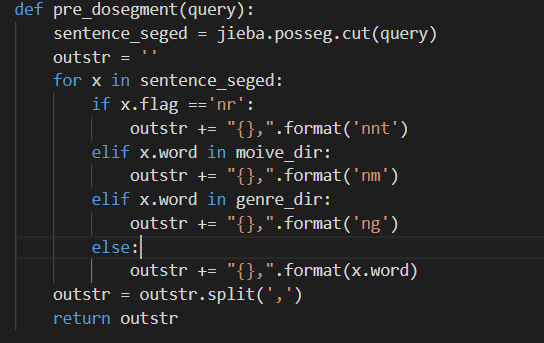 def pre_dosegment(query):
    sentence_seged = jieba.posseg.cut(query)
    outstr = ''
    for x in sentence_seged:
        if x.flag =='nr':
            outstr += "{},".format('nnt')
        elif x.word in moive_dir:
            outstr += "{},".format('nm')
        elif x.word in genre_dir:
            outstr += "{},".format('ng')
        else:
            outstr += "{},".format(x.word)
    outstr = outstr.split(',')
    return outstr